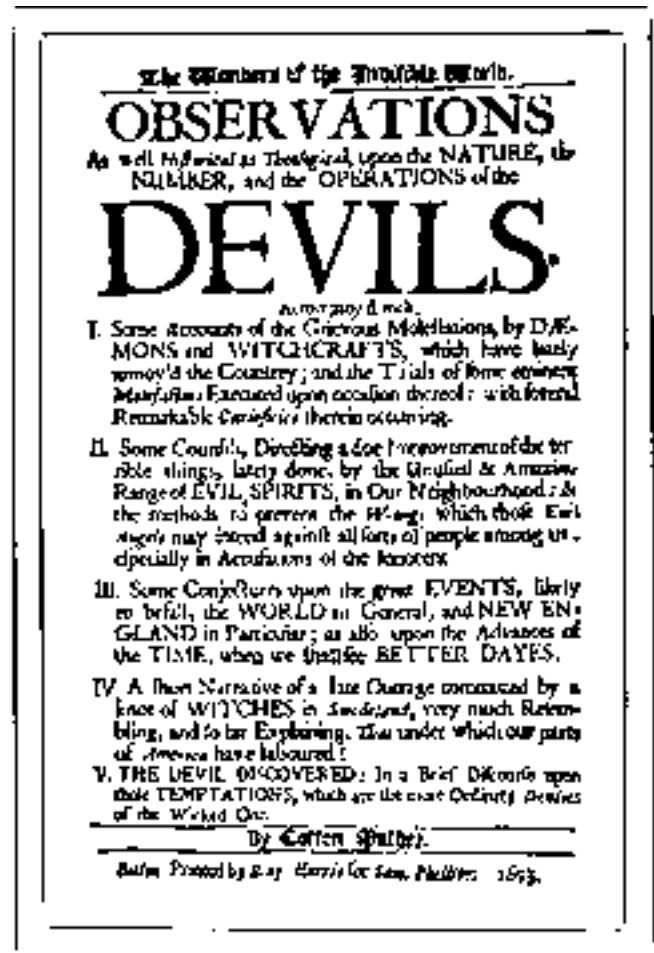 The Wonders of the Invisible World.
OBSERVATIONS
As well Historical as Theological, upon the NATURE, the
NUMBER, and the OPERATIONS of the
DEVILS.
Accompany'd with,
I. Some Accounts of the Grievous Molestations, by DÆ-
MONS and WITCHCRAFTS, which have lately
annoy'd the Countrey; and the Trials of some eminent
Malefactors Executed upon occasion thereof: with several
Remarkable Curiosities therein occurring.
II. Some Counsils, Directing a due Improvement of the ter-
rible things, lately done, by the Unusual & Amazing
Range of EVIL SPIRITS, in Our Neighbourhood: &
the methods to prevent the Wrongs which those Evil
Angels may intend against all sorts of people among us;
especially in Accusations of the Innocent.
III. Some Conjectures upon the great EVENTS, likely
to befall, the WORLD in General, and NEW EN-
GLAND in Particular; as also upon the Advances of
the TIME, when we shall see BETTER DAYES.
IV. A short Narrative of a late Outrage committed by a
knot of WITCHES in Swedeland, very much Resem-
bling, and so far Explaining, That under which our parts
of America have laboured!
V. THE DEVIL DISCOVERED: In a Brief Discourse upon
those TEMPTATIONS, which are the more Ordinary Devices
of the Wicked One.
By Cotton Mather.
Printed by Harris for Sam. Phillips. 1693.